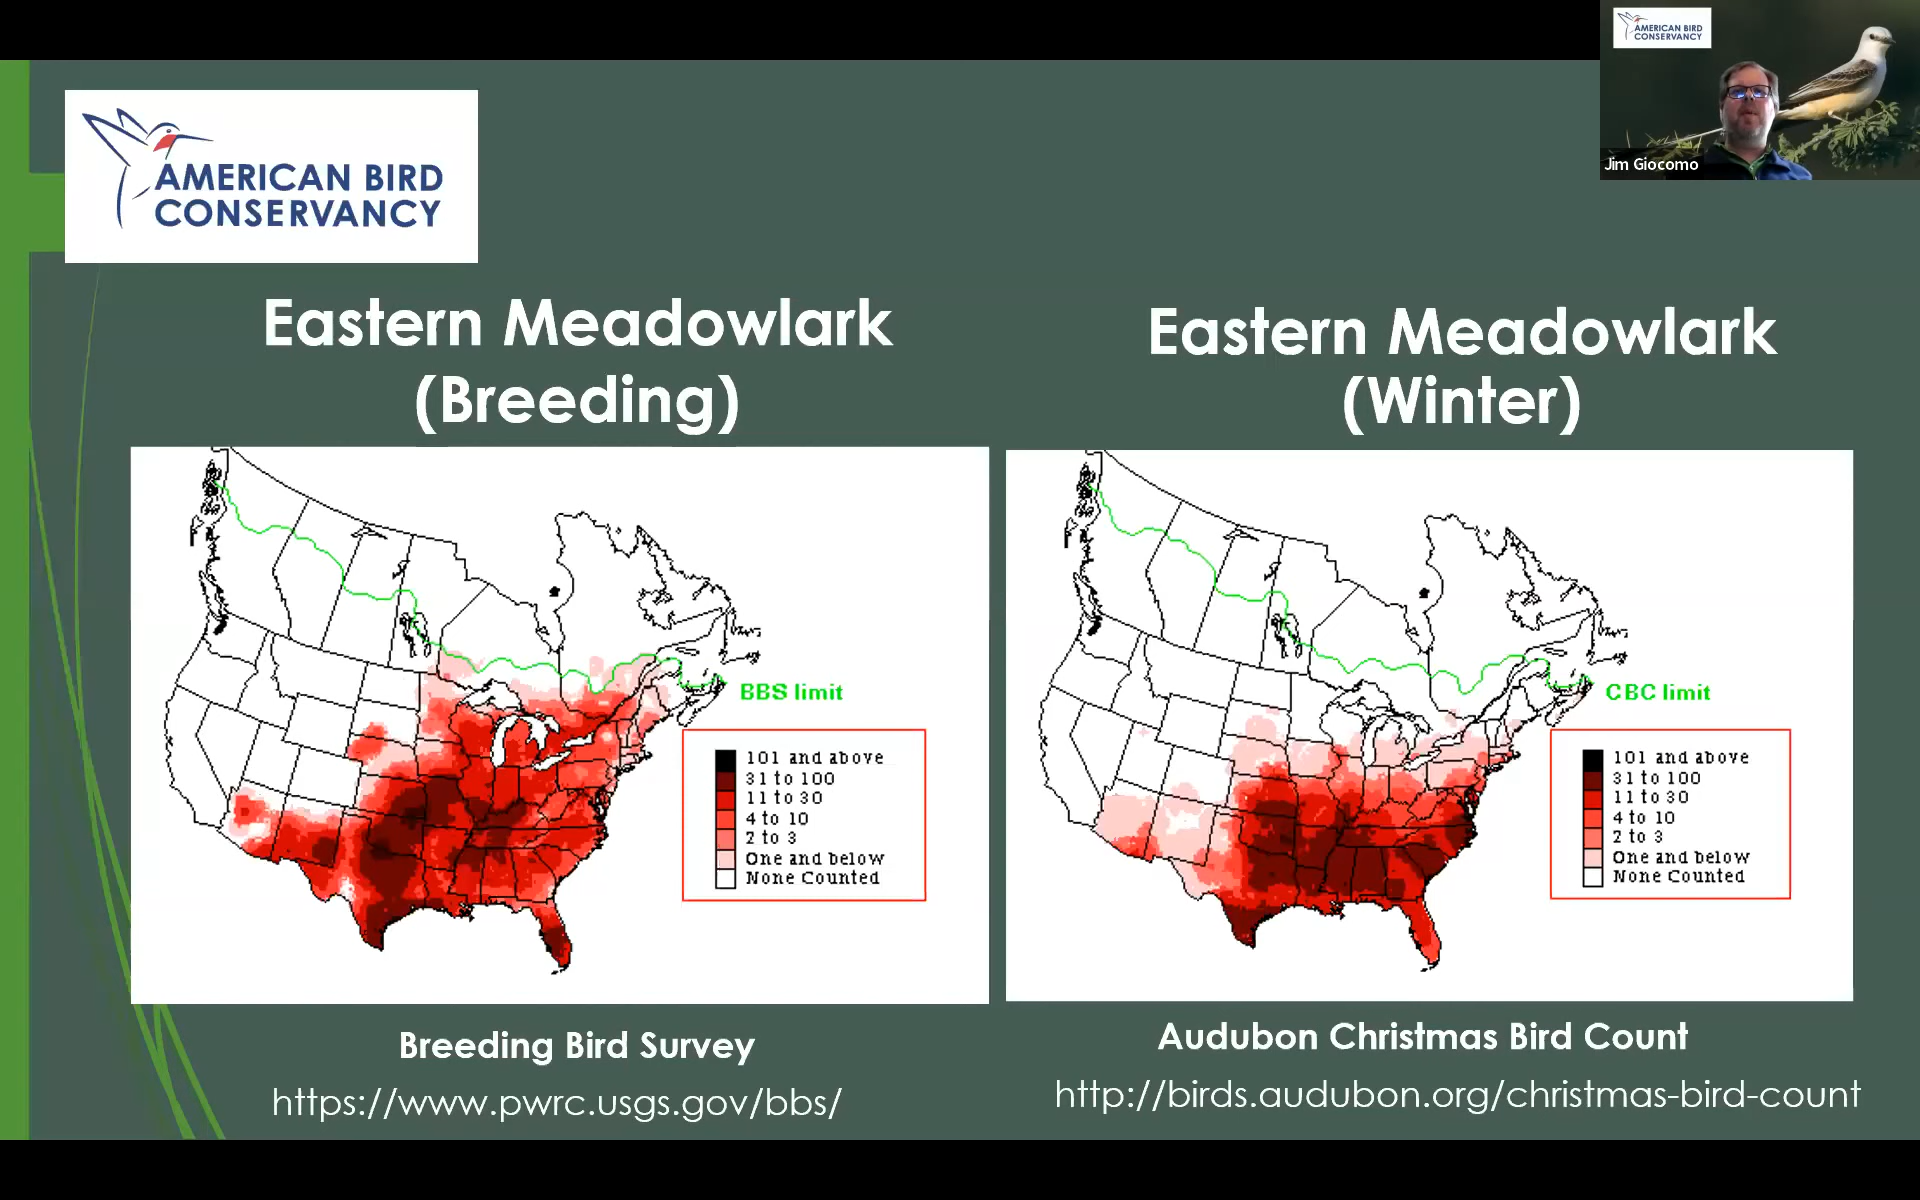 AMERICAN BIRD
CONSERVANCY
AMERICAN BIRD
CONSERVANCY
Jim Giocomo
Eastern Meadowlark
(Breeding)
Eastern Meadowlark
(Winter)
BBS limit
101 and above
31 to 100
11 to 30
4 to 10
2 to 3
One and below
None Counted
CBC limit
101 and above
31 to 100
11 to 30
4 to 10
2 to 3
One and below
None Counted
Breeding Bird Survey
https://www.pwrc.usgs.gov/bbs/
Audubon Christmas Bird Count
http://birds.audubon.org/christmas-bird-count